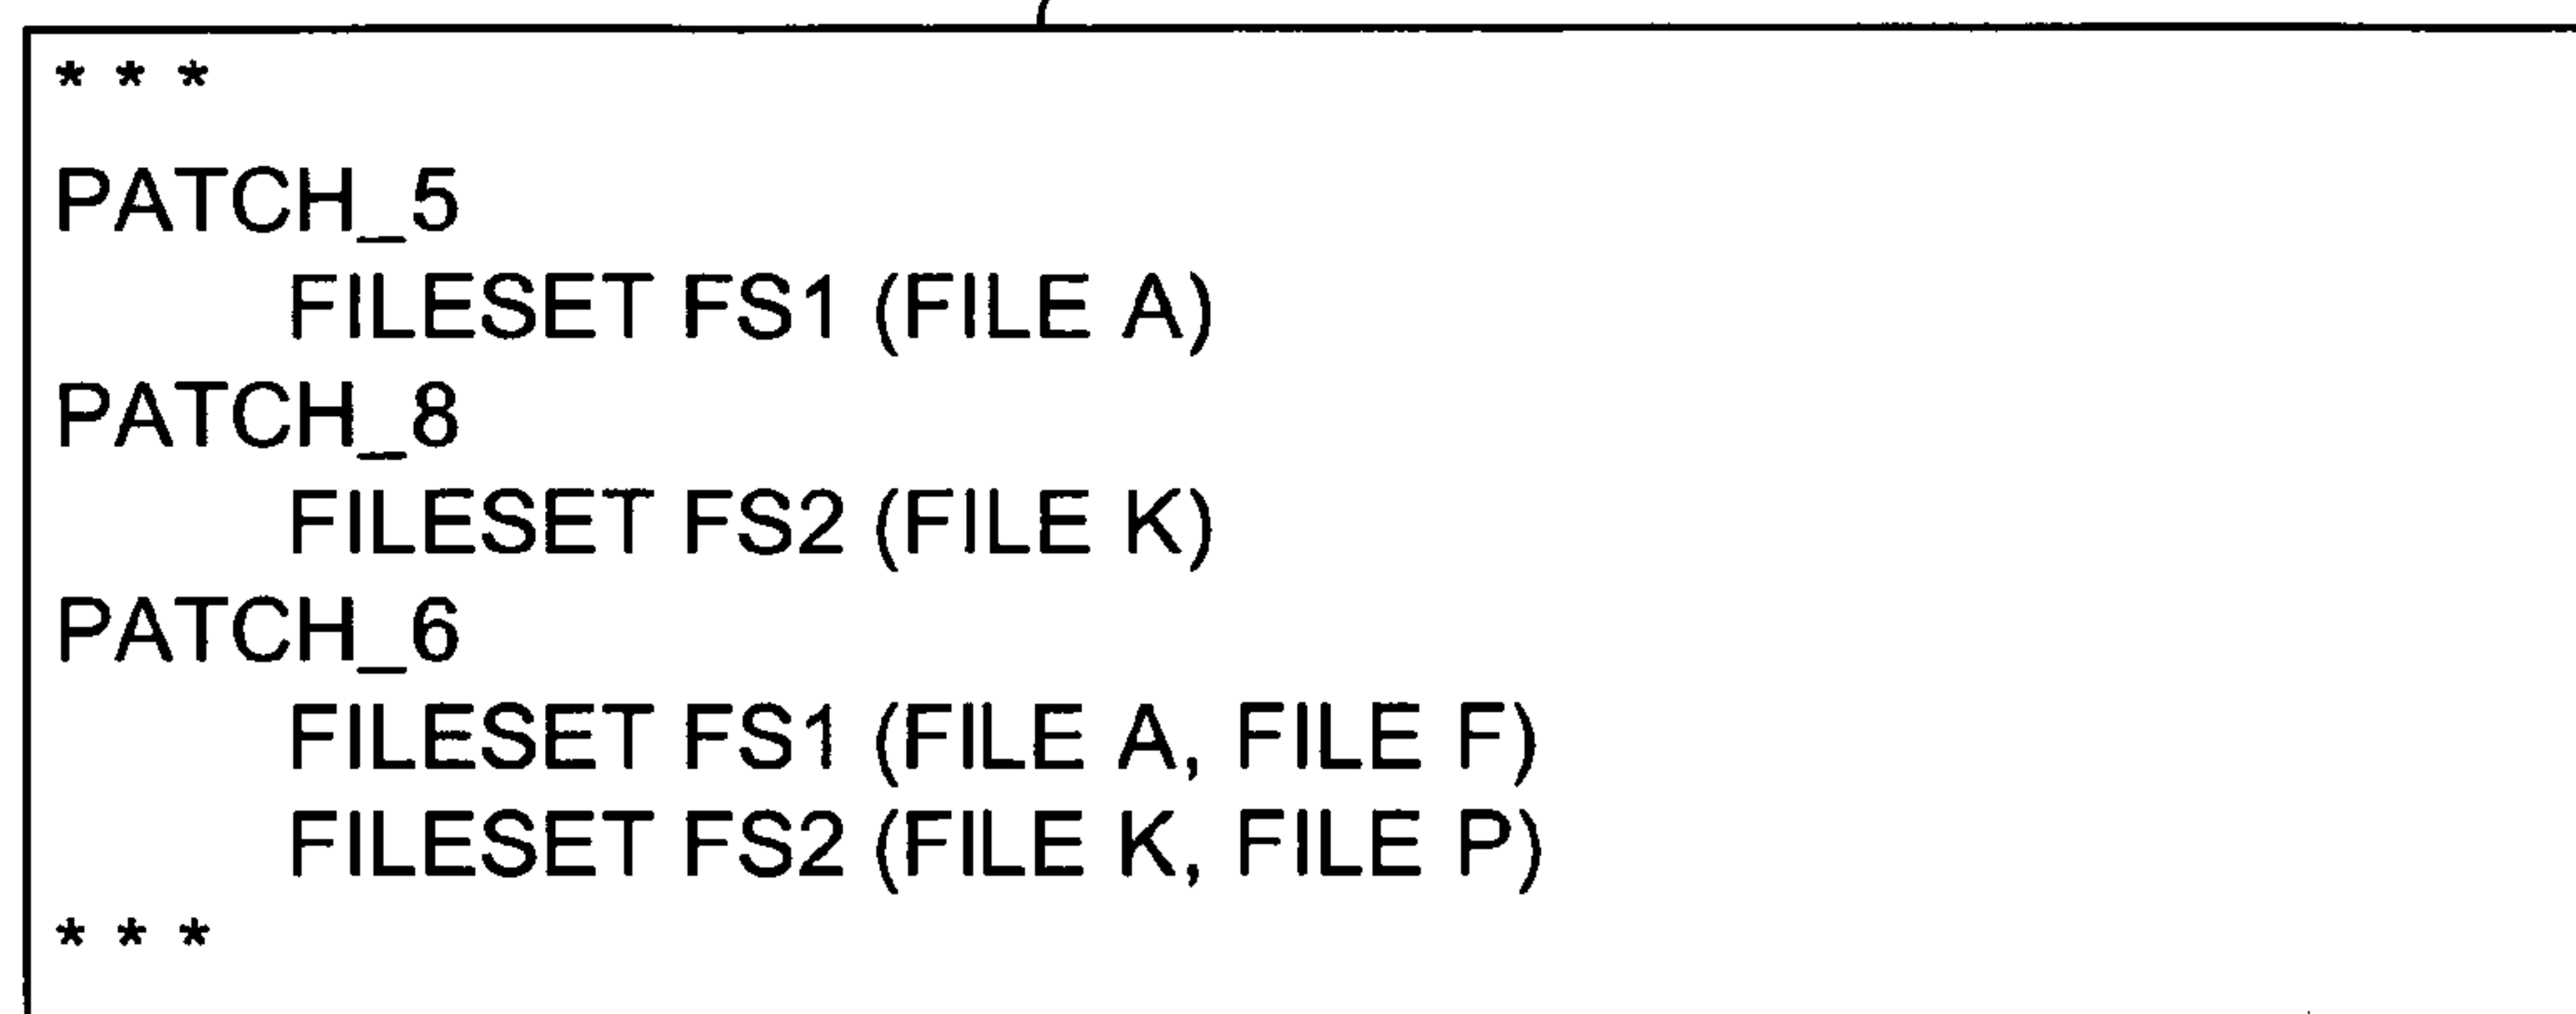 * * *
PATCH_5
FILESET FS1 (FILE A)
PATCH_8
FILESET FS2 (FILE K)
PATCH_6
FILESET FS1 (FILE A, FILE F)
FILESET FS2 (FILE K, FILE P)
* * *